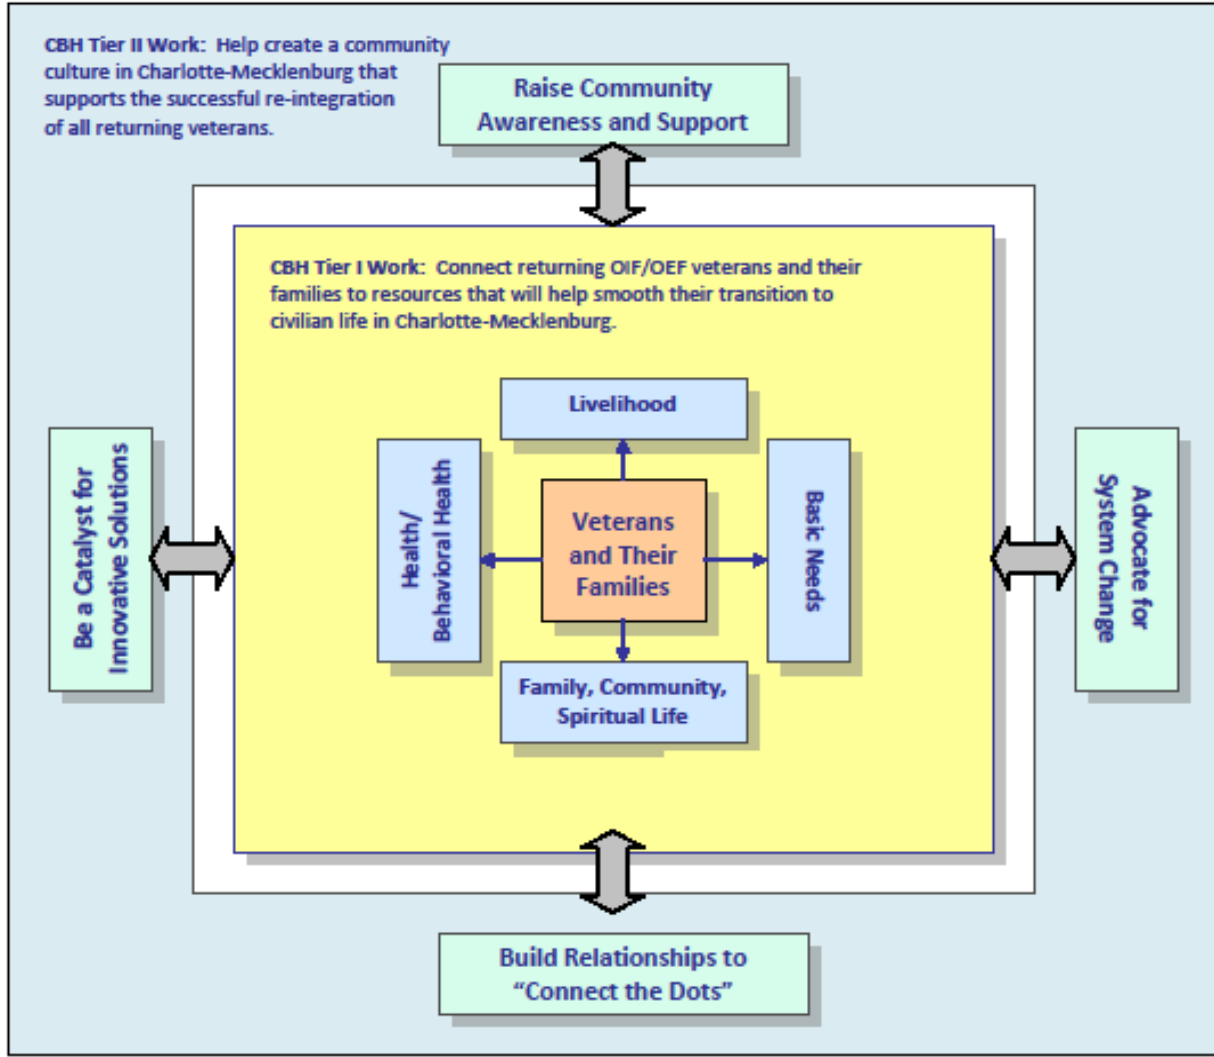 CBH Tier II Work:  Help create a community
culture in Charlotte-Mecklenburg that
supports the successful re-integration
of all returning veterans.
Raise Community
Awareness and Support
CBH Tier I Work:  Connect returning OIF/OEF veterans and their
families to resources that will help smooth their transition to
civilian life in Charlotte-Mecklenburg.
Livelihood
Be a Catalyst for
Innovative Solutions
Health/
Behavioral Health
Veterans
and Their
Families
Basic Needs
Advocate for
System Change
Family, Community,
Spiritual Life
Build Relationships to
“Connect the Dots”